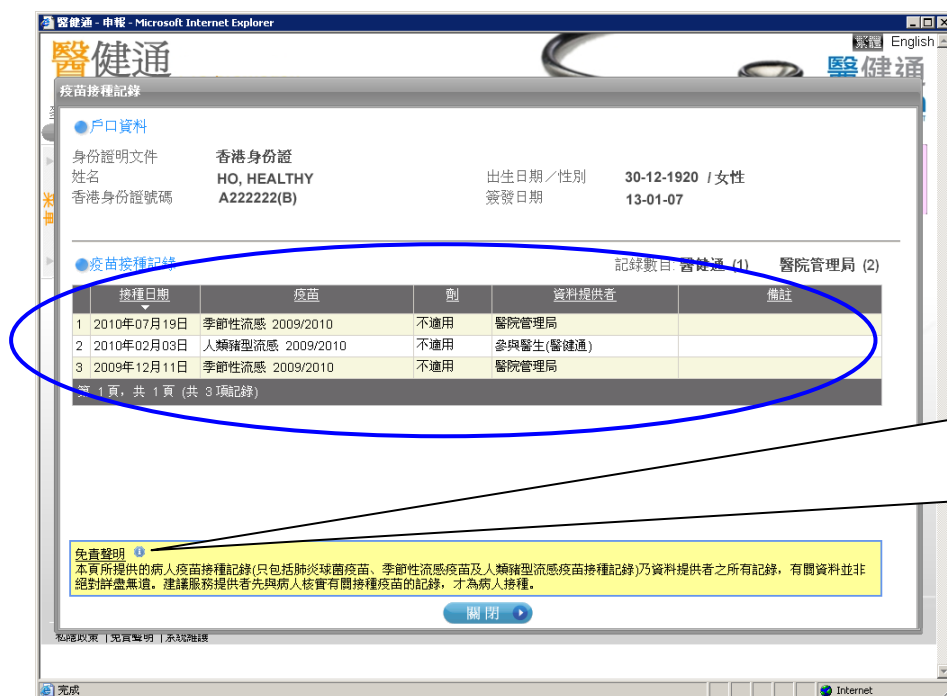 醫健通 - 申報 - Microsoft Internet Explorer
繁體 English
醫健通
醫健通
疫苗接種記錄
戶口資料
身份證明文件 香港身份證
姓名 HO, HEALTHY 出生日期／性別 30-12-1920 / 女性
香港身份證號碼 A222222(B) 簽發日期 13-01-07
菜單
疫苗接種記錄 記錄數目: 醫健通 (1) 醫院管理局 (2)
接種日期 疫苗 劑 資料提供者 備註
1 2010年07月19日 季節性流感 2009/2010 不適用 醫院管理局
2 2010年02月03日 人類豬型流感 2009/2010 不適用 參與醫生(醫健通)
3 2009年12月11日 季節性流感 2009/2010 不適用 醫院管理局
第 1 頁，共 1 頁 (共 3 項記錄)
免責聲明
本頁所提供的病人疫苗接種記錄(只包括肺炎球菌疫苗、季節性流感疫苗及人類豬型流感疫苗接種記錄)乃資料提供者之所有記錄，有關資料並非
絕對詳盡無遺。建議服務提供者先與病人核實有關接種疫苗的記錄，才為病人接種。
關閉
私隱政策 | 免責聲明 | 系統維護
完成 Internet